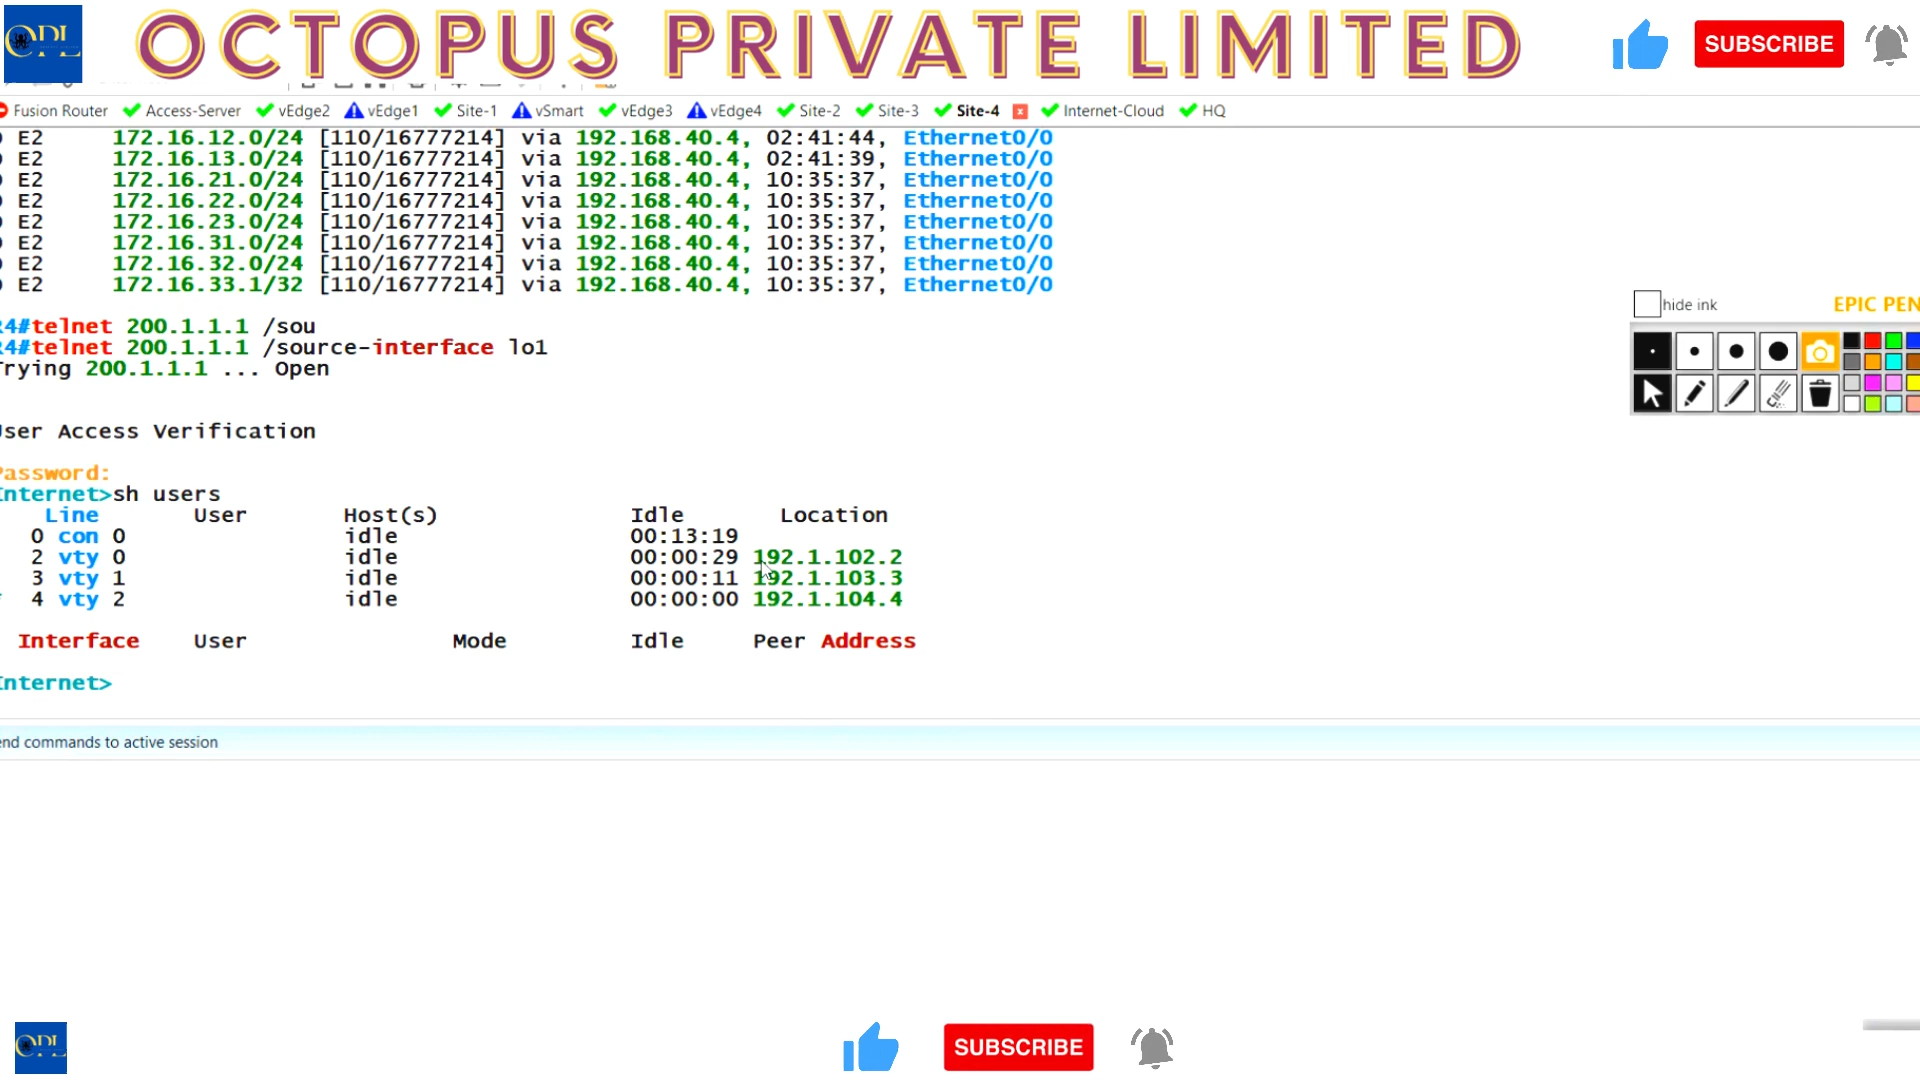 OPL OCTOPUS PRIVATE LIMITED SUBSCRIBE
Fusion Router Access-Server vEdge2 vEdge1 Site-1 vSmart vEdge3 vEdge4 Site-2 Site-3 Site-4 x Internet-Cloud HQ
E2 172.16.12.0/24 [110/16777214] via 192.168.40.4, 02:41:44, Ethernet0/0
E2 172.16.13.0/24 [110/16777214] via 192.168.40.4, 02:41:39, Ethernet0/0
E2 172.16.21.0/24 [110/16777214] via 192.168.40.4, 10:35:37, Ethernet0/0
E2 172.16.22.0/24 [110/16777214] via 192.168.40.4, 10:35:37, Ethernet0/0
E2 172.16.23.0/24 [110/16777214] via 192.168.40.4, 10:35:37, Ethernet0/0
E2 172.16.31.0/24 [110/16777214] via 192.168.40.4, 10:35:37, Ethernet0/0
E2 172.16.32.0/24 [110/16777214] via 192.168.40.4, 10:35:37, Ethernet0/0
E2 172.16.33.1/32 [110/16777214] via 192.168.40.4, 10:35:37, Ethernet0/0
hide ink EPIC PEN
4#telnet 200.1.1.1 /sou
4#telnet 200.1.1.1 /source-interface lo1
rying 200.1.1.1 ... Open
ser Access Verification
assword:
nternet>sh users
Line User Host(s) Idle Location
0 con 0 idle 00:13:19
2 vty 0 idle 00:00:29 192.1.102.2
3 vty 1 idle 00:00:11 192.1.103.3
4 vty 2 idle 00:00:00 192.1.104.4
Interface User Mode Idle Peer Address
nternet>
end commands to active session
OPL SUBSCRIBE